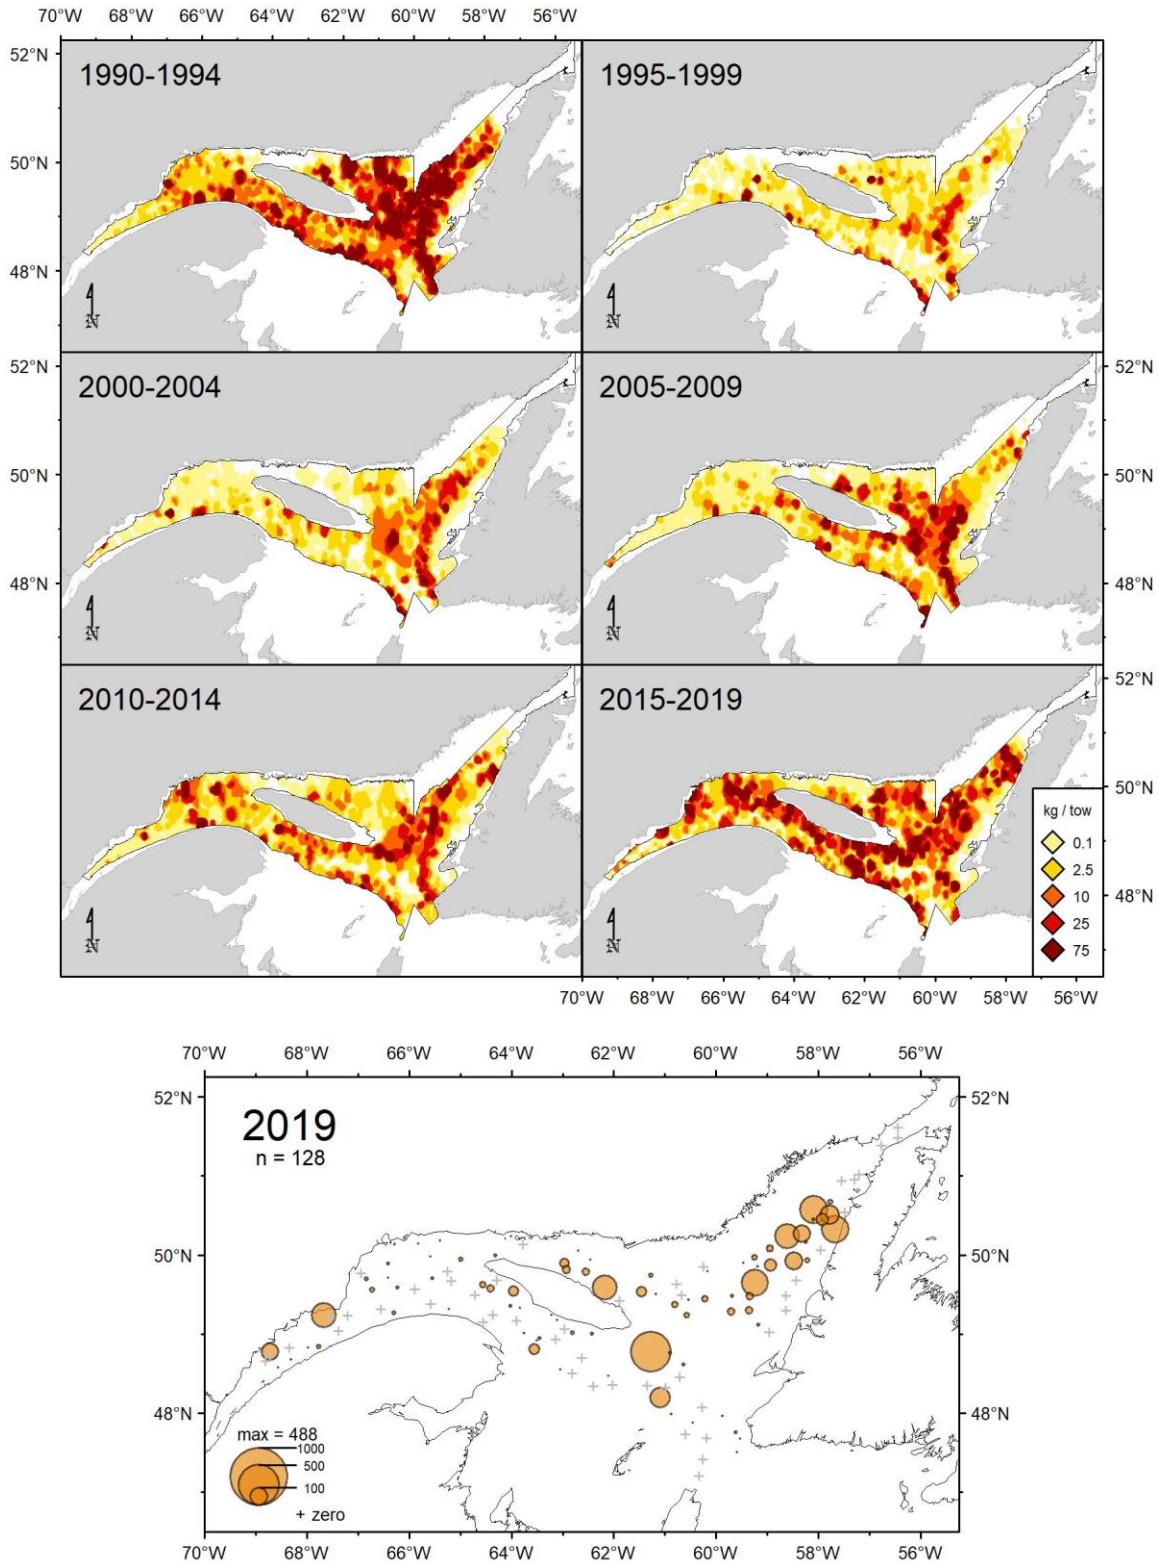 70°W 68°W 66°W 64°W 62°W 60°W 58°W 56°W
52°N 1990-1994 1995-1999
50°N
48°N
N
52°N 2000-2004 2005-2009 52°N
50°N 50°N
48°N 48°N
N N
2010-2014 2015-2019 52°N
50°N
kg / tow
0.1
2.5
10
25
75
48°N
N
70°W 68°W 66°W 64°W 62°W 60°W 58°W 56°W
70°W 68°W 66°W 64°W 62°W 60°W 58°W 56°W
52°N 2019 52°N
n = 128
50°N 50°N
48°N 48°N
max = 488
1000
500
100
+ zero
70°W 68°W 66°W 64°W 62°W 60°W 58°W 56°W